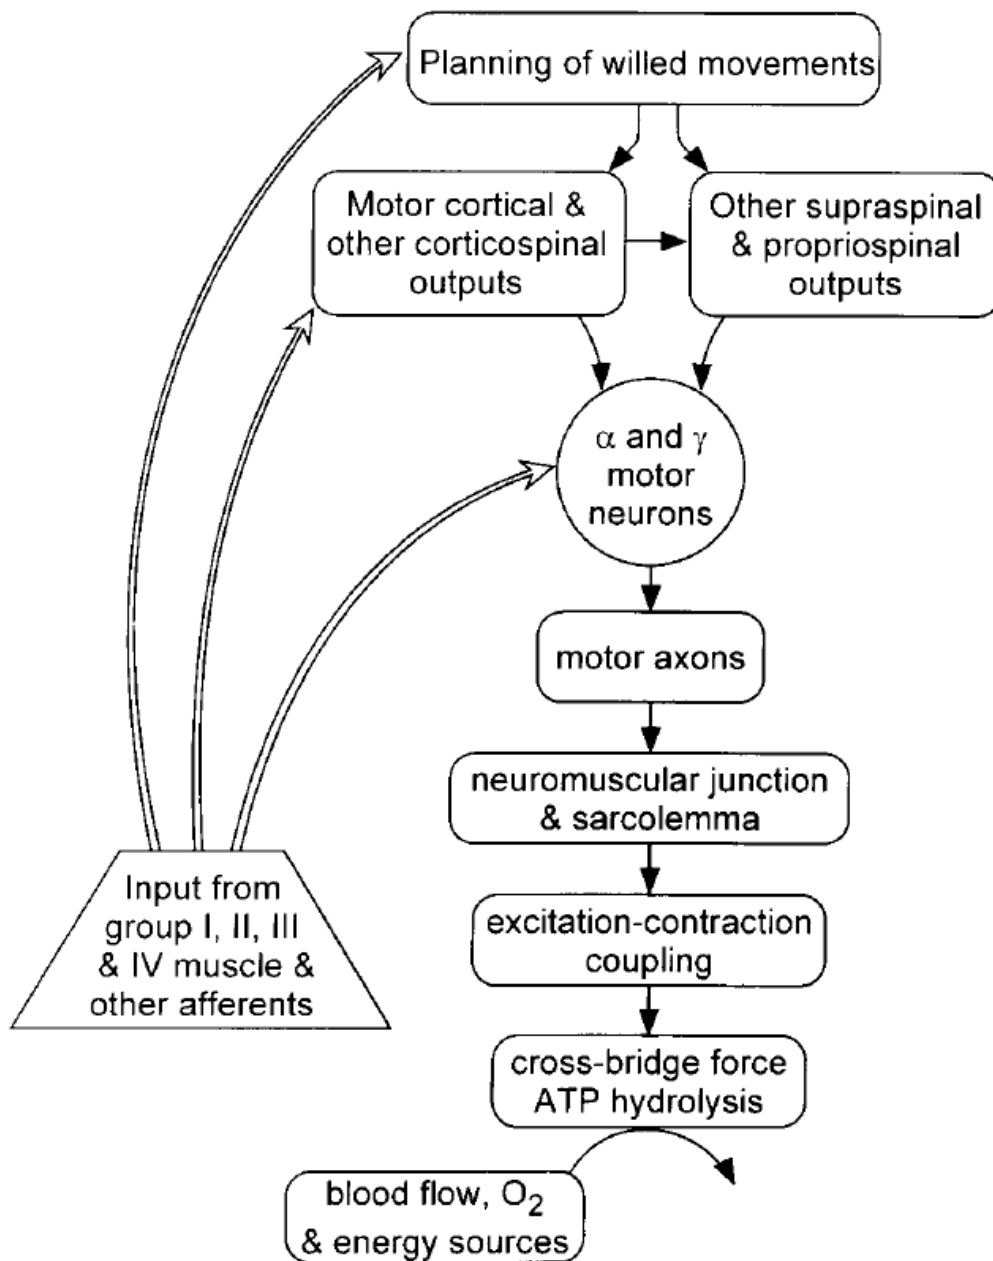 Planning of willed movements
Motor cortical &
other corticospinal
outputs
Other supraspinal
& propriospinal
outputs
α and γ
motor
neurons
motor axons
neuromuscular junction
& sarcolemma
Input from
group I, II, III
& IV muscle &
other afferents
excitation-contraction
coupling
cross-bridge force
ATP hydrolysis
blood flow, O₂
& energy sources